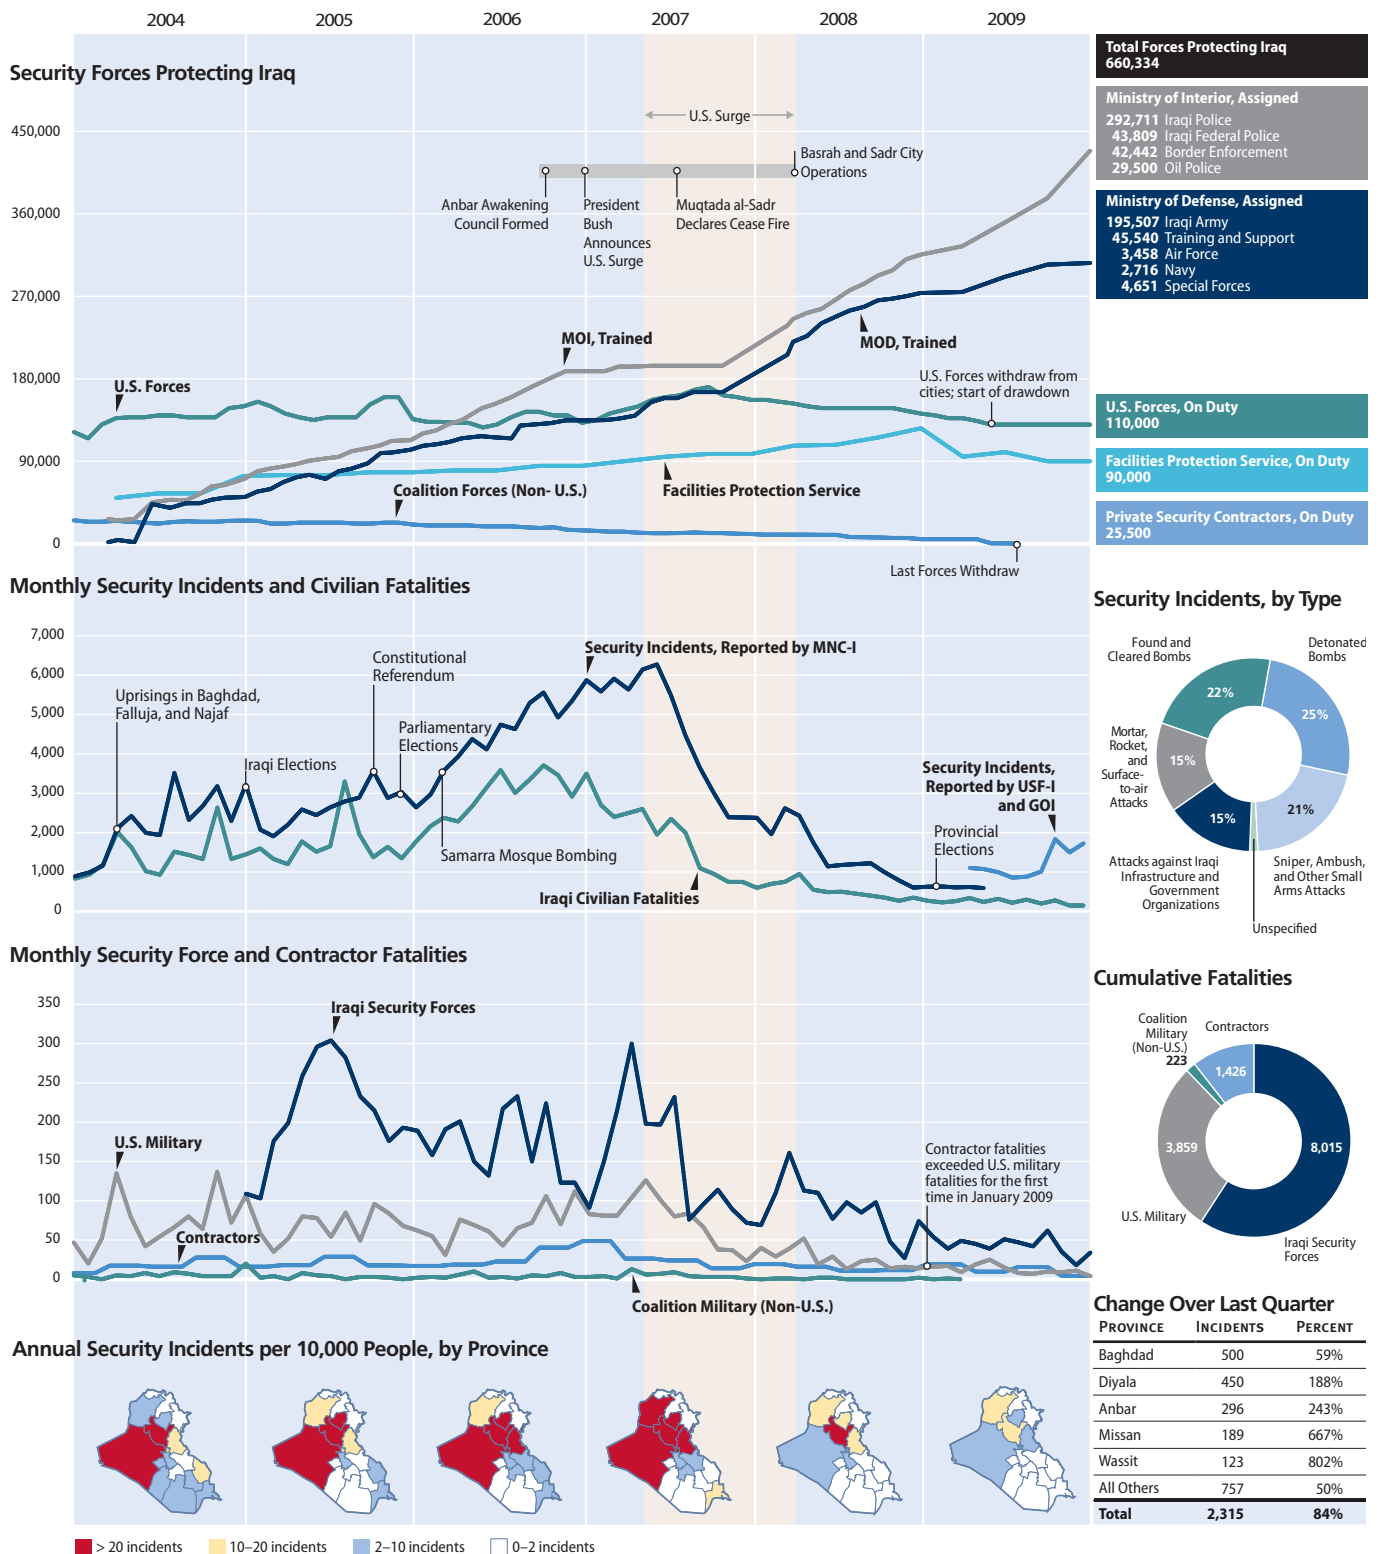 2004 2005 2006 2007 2008 2009
Security Forces Protecting Iraq
450,000
360,000
270,000
180,000
90,000
0
U.S. Surge
Basrah and Sadr City
Operations
Anbar Awakening
Council Formed
President
Bush
Announces
U.S. Surge
Muqtada al-Sadr
Declares Cease Fire
MOI, Trained
MOD, Trained
U.S. Forces
U.S. Forces withdraw from
cities; start of drawdown
Coalition Forces (Non- U.S.)
Facilities Protection Service
Last Forces Withdraw
Total Forces Protecting Iraq
660,334
Ministry of Interior, Assigned
292,711 Iraqi Police
43,809 Iraqi Federal Police
42,442 Border Enforcement
29,500 Oil Police
Ministry of Defense, Assigned
195,507 Iraqi Army
45,540 Training and Support
3,458 Air Force
2,716 Navy
4,651 Special Forces
U.S. Forces, On Duty
110,000
Facilities Protection Service, On Duty
90,000
Private Security Contractors, On Duty
25,500
Monthly Security Incidents and Civilian Fatalities
7,000
6,000
5,000
4,000
3,000
2,000
1,000
0
Uprisings in Baghdad,
Falluja, and Najaf
Iraqi Elections
Constitutional
Referendum
Parliamentary
Elections
Samarra Mosque Bombing
Security Incidents, Reported by MNC-I
Iraqi Civilian Fatalities
Security Incidents,
Reported by USF-I
and GOI
Provincial
Elections
Security Incidents, by Type
Found and
Cleared Bombs
Detonated
Bombs
22%
25%
Mortar,
Rocket,
and
Surface-
to-air
Attacks
15%
15%
21%
Attacks against Iraqi
Infrastructure and
Government
Organizations
Sniper, Ambush,
and Other Small
Arms Attacks
Unspecified
Monthly Security Force and Contractor Fatalities
350
300
250
200
150
100
50
0
Iraqi Security Forces
U.S. Military
Contractors
Coalition Military (Non-U.S.)
Contractor fatalities
exceeded U.S. military
fatalities for the first
time in January 2009
Cumulative Fatalities
Coalition
Military
(Non-U.S.)
223
Contractors
1,426
3,859
8,015
U.S. Military
Iraqi Security
Forces
Change Over Last Quarter
PROVINCE INCIDENTS PERCENT
Baghdad 500 59%
Diyala 450 188%
Anbar 296 243%
Missan 189 667%
Wassit 123 802%
All Others 757 50%
Total 2,315 84%
Annual Security Incidents per 10,000 People, by Province
> 20 incidents 10–20 incidents 2–10 incidents 0–2 incidents